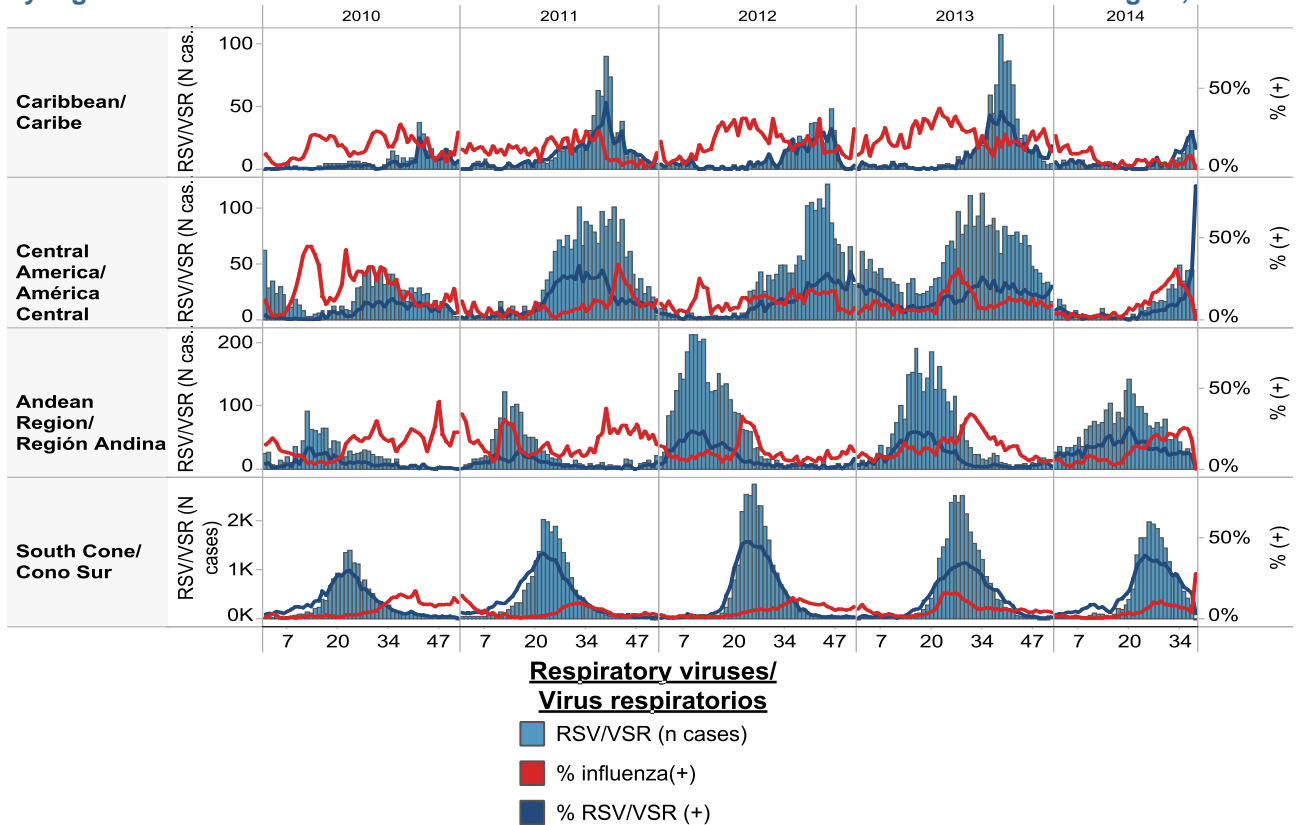 2010 2011 2012 2013 2014
Caribbean/
Caribe
RSV/VSR (N cas..
100
50
0
50%
0%
% (+)
Central
America/
América
Central
RSV/VSR (N cas..
100
50
0
50%
0%
% (+)
Andean
Region/
Región Andina
RSV/VSR (N cas..
200
100
0
50%
0%
% (+)
South Cone/
Cono Sur
RSV/VSR (N
cases)
2K
1K
0K
50%
0%
% (+)
7 20 34 47 7 20 34 47 7 20 34 47 7 20 34 47 7 20 34
Respiratory viruses/
Virus respiratorios
RSV/VSR (n cases)
% influenza(+)
% RSV/VSR (+)